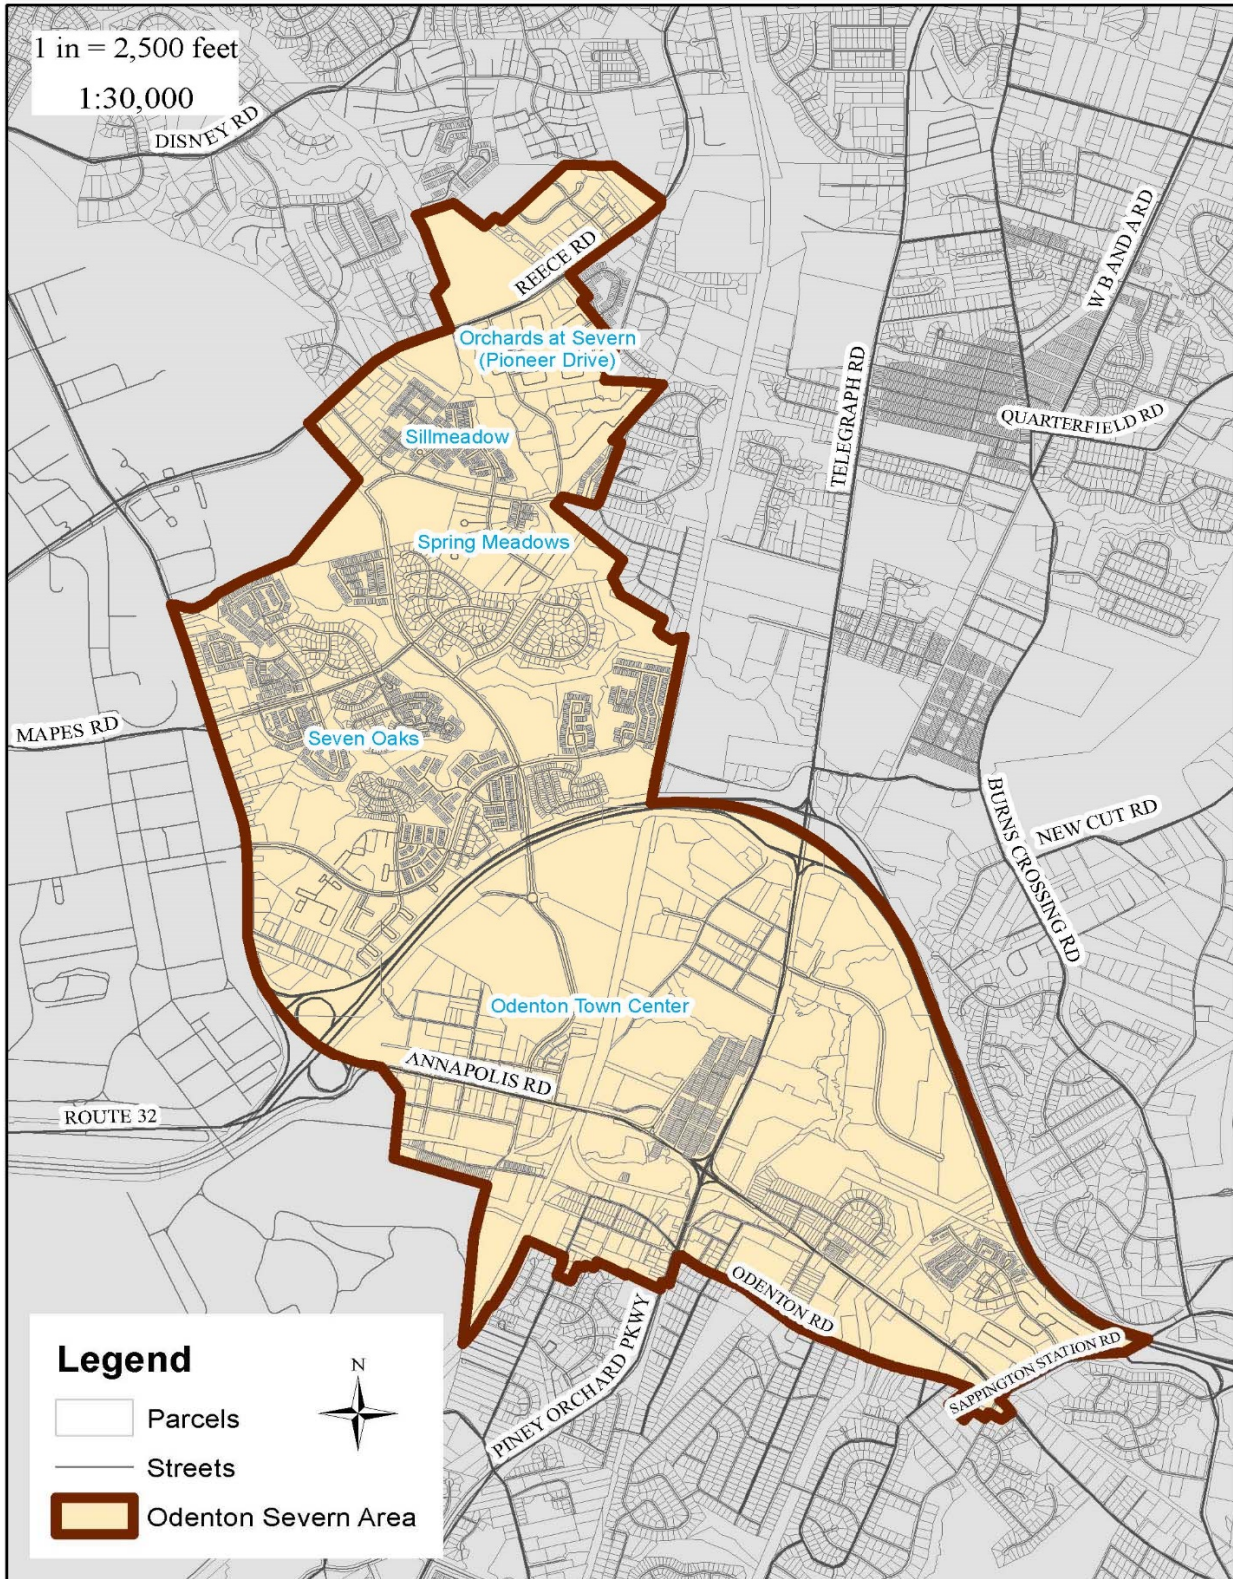 1 in = 2,500 feet
1:30,000
DISNEY RD
REECE RD
W B AND A RD
Orchards at Severn
(Pioneer Drive)
TELEGRAPH RD
QUARTERFIELD RD
Sillmeadow
Spring Meadows
MAPES RD
Seven Oaks
BURNS CROSSING RD
NEW CUT RD
Odenton Town Center
ANNAPOLIS RD
ROUTE 32
ODENTON RD
PINEY ORCHARD PKWY
SAPPINGTON STATION RD
Legend
N
Parcels
Streets
Odenton Severn Area